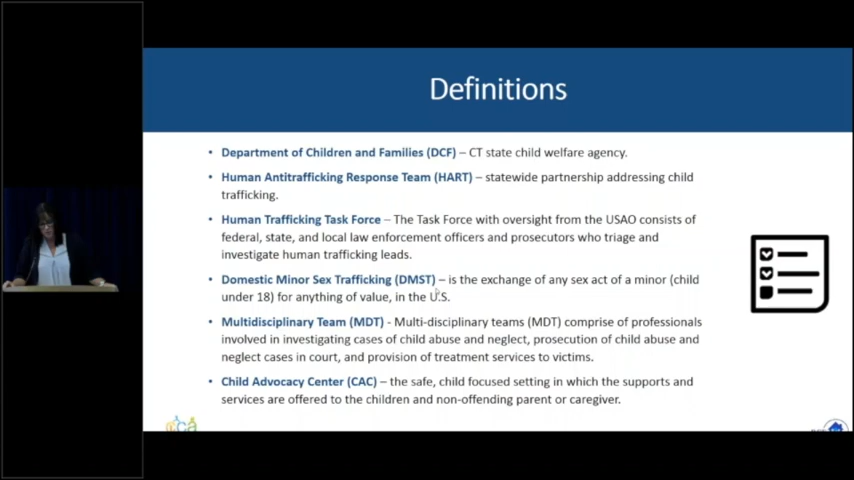 Definitions
• Department of Children and Families (DCF) – CT state child welfare agency.
• Human Antitrafficking Response Team (HART) – statewide partnership addressing child
trafficking.
• Human Trafficking Task Force – The Task Force with oversight from the USAO consists of
federal, state, and local law enforcement officers and prosecutors who triage and
investigate human trafficking leads.
• Domestic Minor Sex Trafficking (DMST) – is the exchange of any sex act of a minor (child
under 18) for anything of value, in the U.S.
• Multidisciplinary Team (MDT) - Multi-disciplinary teams (MDT) comprise of professionals
involved in investigating cases of child abuse and neglect, prosecution of child abuse and
neglect cases in court, and provision of treatment services to victims.
• Child Advocacy Center (CAC) – the safe, child focused setting in which the supports and
services are offered to the children and non-offending parent or caregiver.